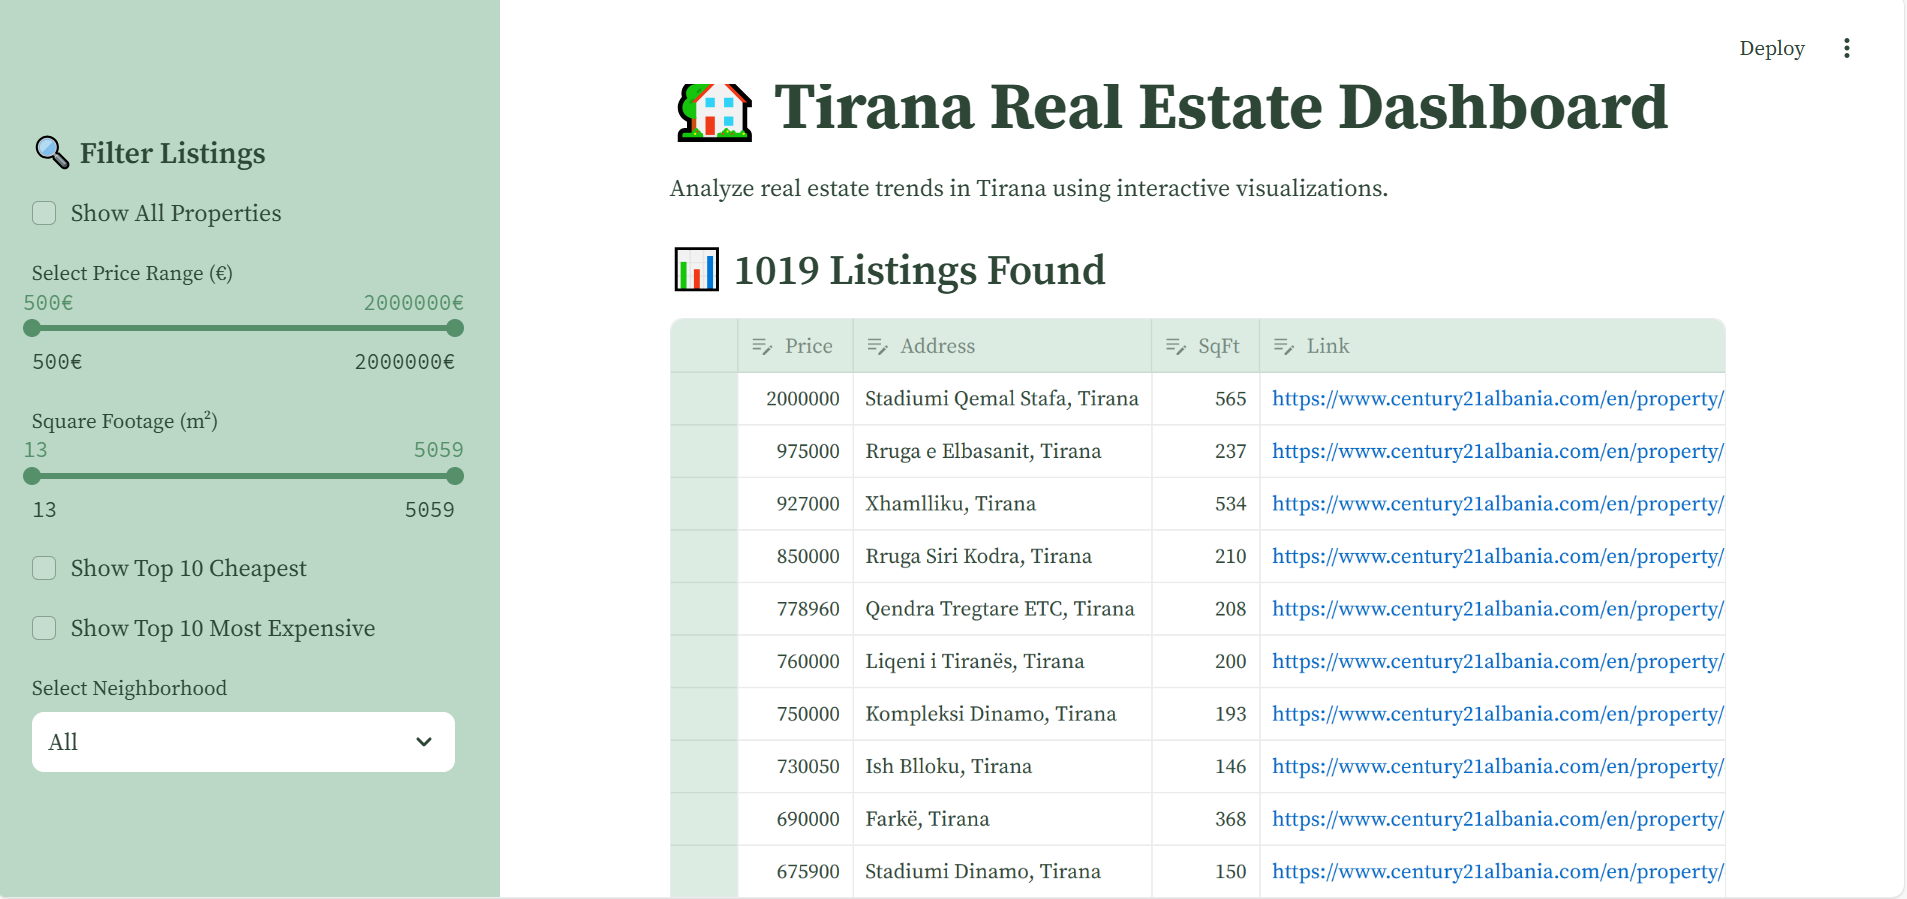 Deploy
Filter Listings
Show All Properties
Select Price Range (€)
500€ 2000000€
500€ 2000000€
Square Footage (m²)
13 5059
13 5059
Show Top 10 Cheapest
Show Top 10 Most Expensive
Select Neighborhood
All
Tirana Real Estate Dashboard
Analyze real estate trends in Tirana using interactive visualizations.
1019 Listings Found
Price Address SqFt Link
2000000 Stadiumi Qemal Stafa, Tirana 565 https://www.century21albania.com/en/property/
975000 Rruga e Elbasanit, Tirana 237 https://www.century21albania.com/en/property/
927000 Xhamlliku, Tirana 534 https://www.century21albania.com/en/property/
850000 Rruga Siri Kodra, Tirana 210 https://www.century21albania.com/en/property/
778960 Qendra Tregtare ETC, Tirana 208 https://www.century21albania.com/en/property/
760000 Liqeni i Tiranës, Tirana 200 https://www.century21albania.com/en/property/
750000 Kompleksi Dinamo, Tirana 193 https://www.century21albania.com/en/property/
730050 Ish Blloku, Tirana 146 https://www.century21albania.com/en/property/
690000 Farkë, Tirana 368 https://www.century21albania.com/en/property/
675900 Stadiumi Dinamo, Tirana 150 https://www.century21albania.com/en/property/